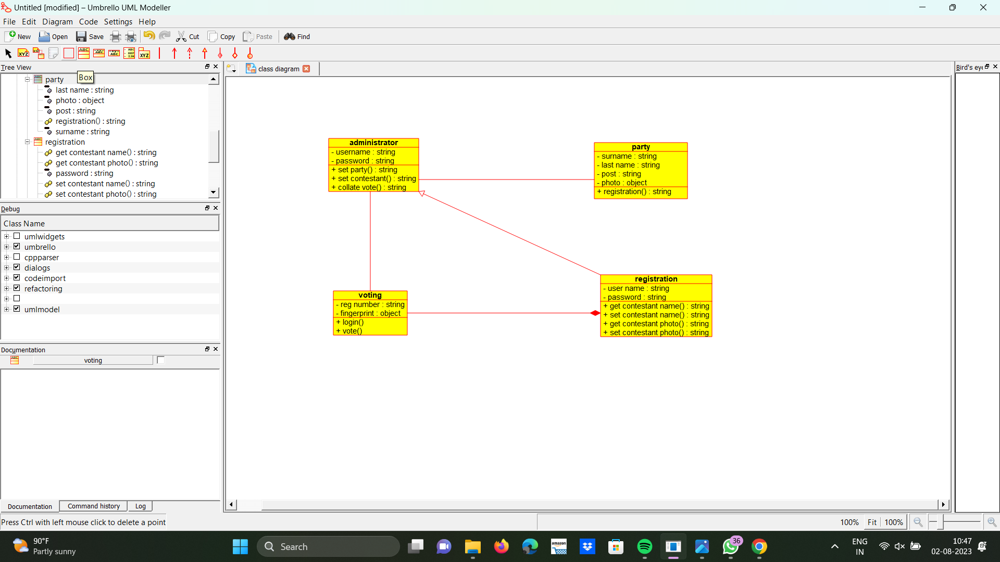 Untitled [modified] – Umbrello UML Modeller
File Edit Diagram Code Settings Help
New Open Save Cut Copy Paste Find
Tree View
Box
party
last name : string
photo : object
post : string
registration() : string
surname : string
registration
get contestant name() : string
get contestant photo() : string
password : string
set contestant name() : string
set contestant photo() : string
Debug
Class Name
umlwidgets
umbrello
cppparser
dialogs
codeimport
refactoring
umlmodel
Documentation
voting
Documentation Command history Log
Press Ctrl with left mouse click to delete a point
class diagram
administrator
- username : string
- password : string
+ set party() : string
+ set contestant() : string
+ collate vote() : string
party
- surname : string
- last name : string
- post : string
- photo : object
+ registration() : string
voting
- reg number : string
- fingerprint : object
+ login()
+ vote()
registration
- user name : string
- password : string
+ get contestant name() : string
+ set contestant name() : string
+ get contestant photo() : string
+ set contestant photo() : string
Bird's eye
100% Fit 100%
90°F
Partly sunny
Search
amazon
36
ENG
IN
10:47
02-08-2023